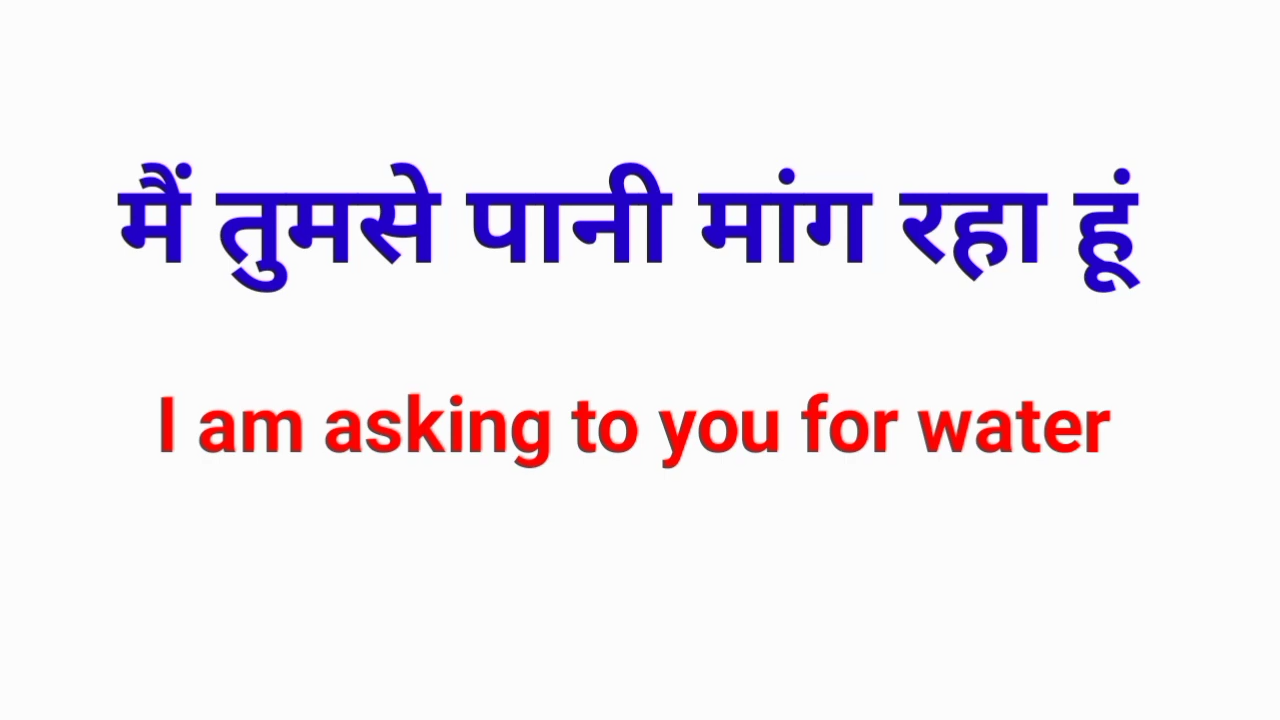 मैं तुमसे पानी मांग रहा हूं
I am asking to you for water